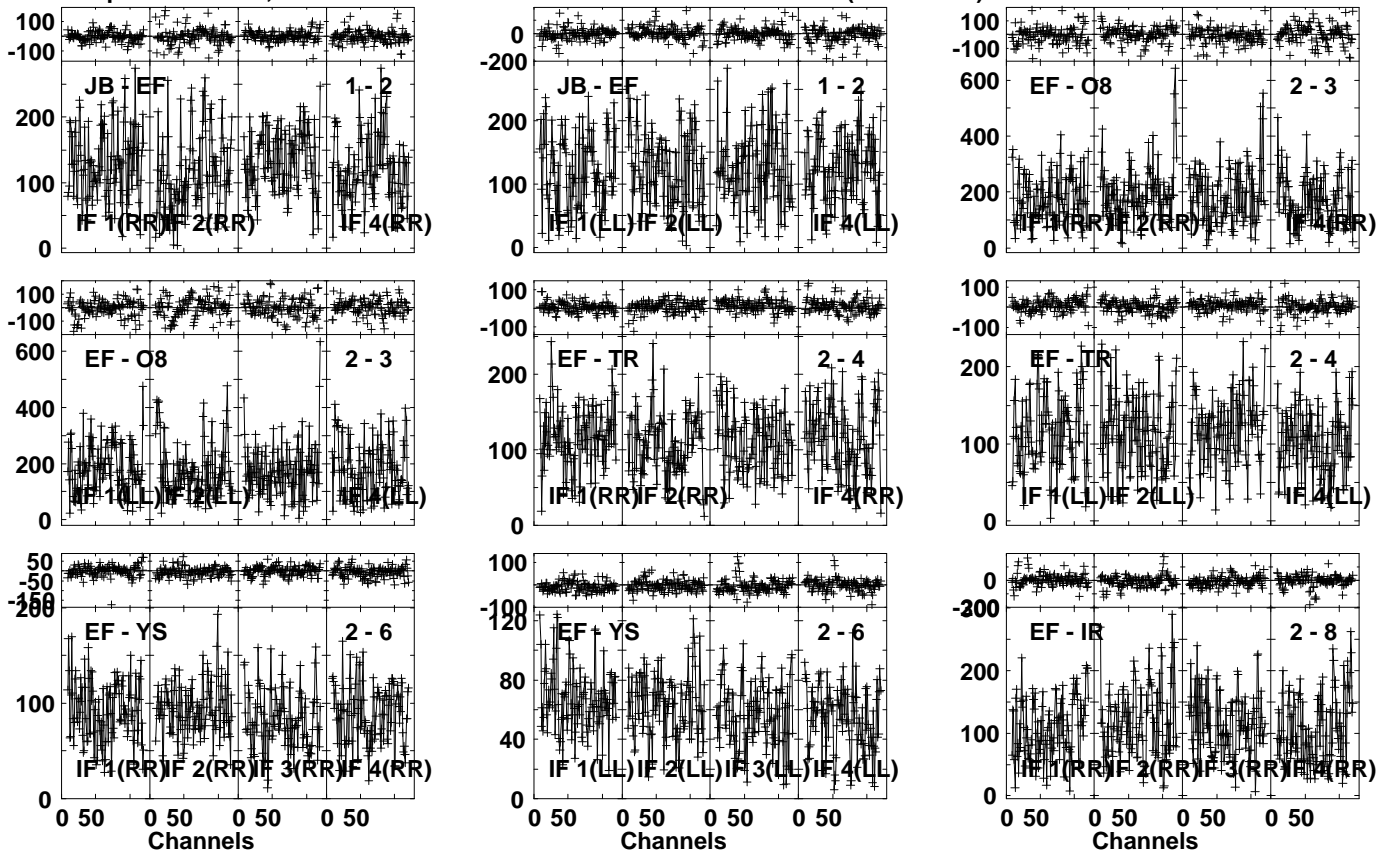 100
-100
JB - EF 1 - 2
200
100
0
IF 1(RR) IF 2(RR) IF 4(RR)
0
-200
JB - EF 1 - 2
200
100
0
IF 1(LL) IF 2(LL) IF 4(LL)
100
-100
600
EF - O8 2 - 3
400
200
0
IF 1(RR) IF 2(RR) IF 4(RR)
100
-100
600
EF - O8 2 - 3
400
200
0
IF 1(LL) IF 2(LL) IF 4(LL)
100
-100
EF - TR 2 - 4
200
100
0
IF 1(RR) IF 2(RR) IF 4(RR)
100
-100
EF - TR 2 - 4
200
100
0
IF 1(LL) IF 2(LL) IF 4(LL)
50
-50
-150
200
EF - YS 2 - 6
100
0
IF 1(RR) IF 2(RR) IF 3(RR) IF 4(RR)
0 50 0 50 0 50 0 50
Channels
100
-100
120
EF - YS 2 - 6
80
40
0
IF 1(LL) IF 2(LL) IF 3(LL) IF 4(LL)
0 50 0 50 0 50 0 50
Channels
0
300
EF - IR 2 - 8
200
100
0
IF 1(RR) IF 2(RR) IF 3(RR) IF 4(RR)
0 50 0 50 0 50 0 50
Channels